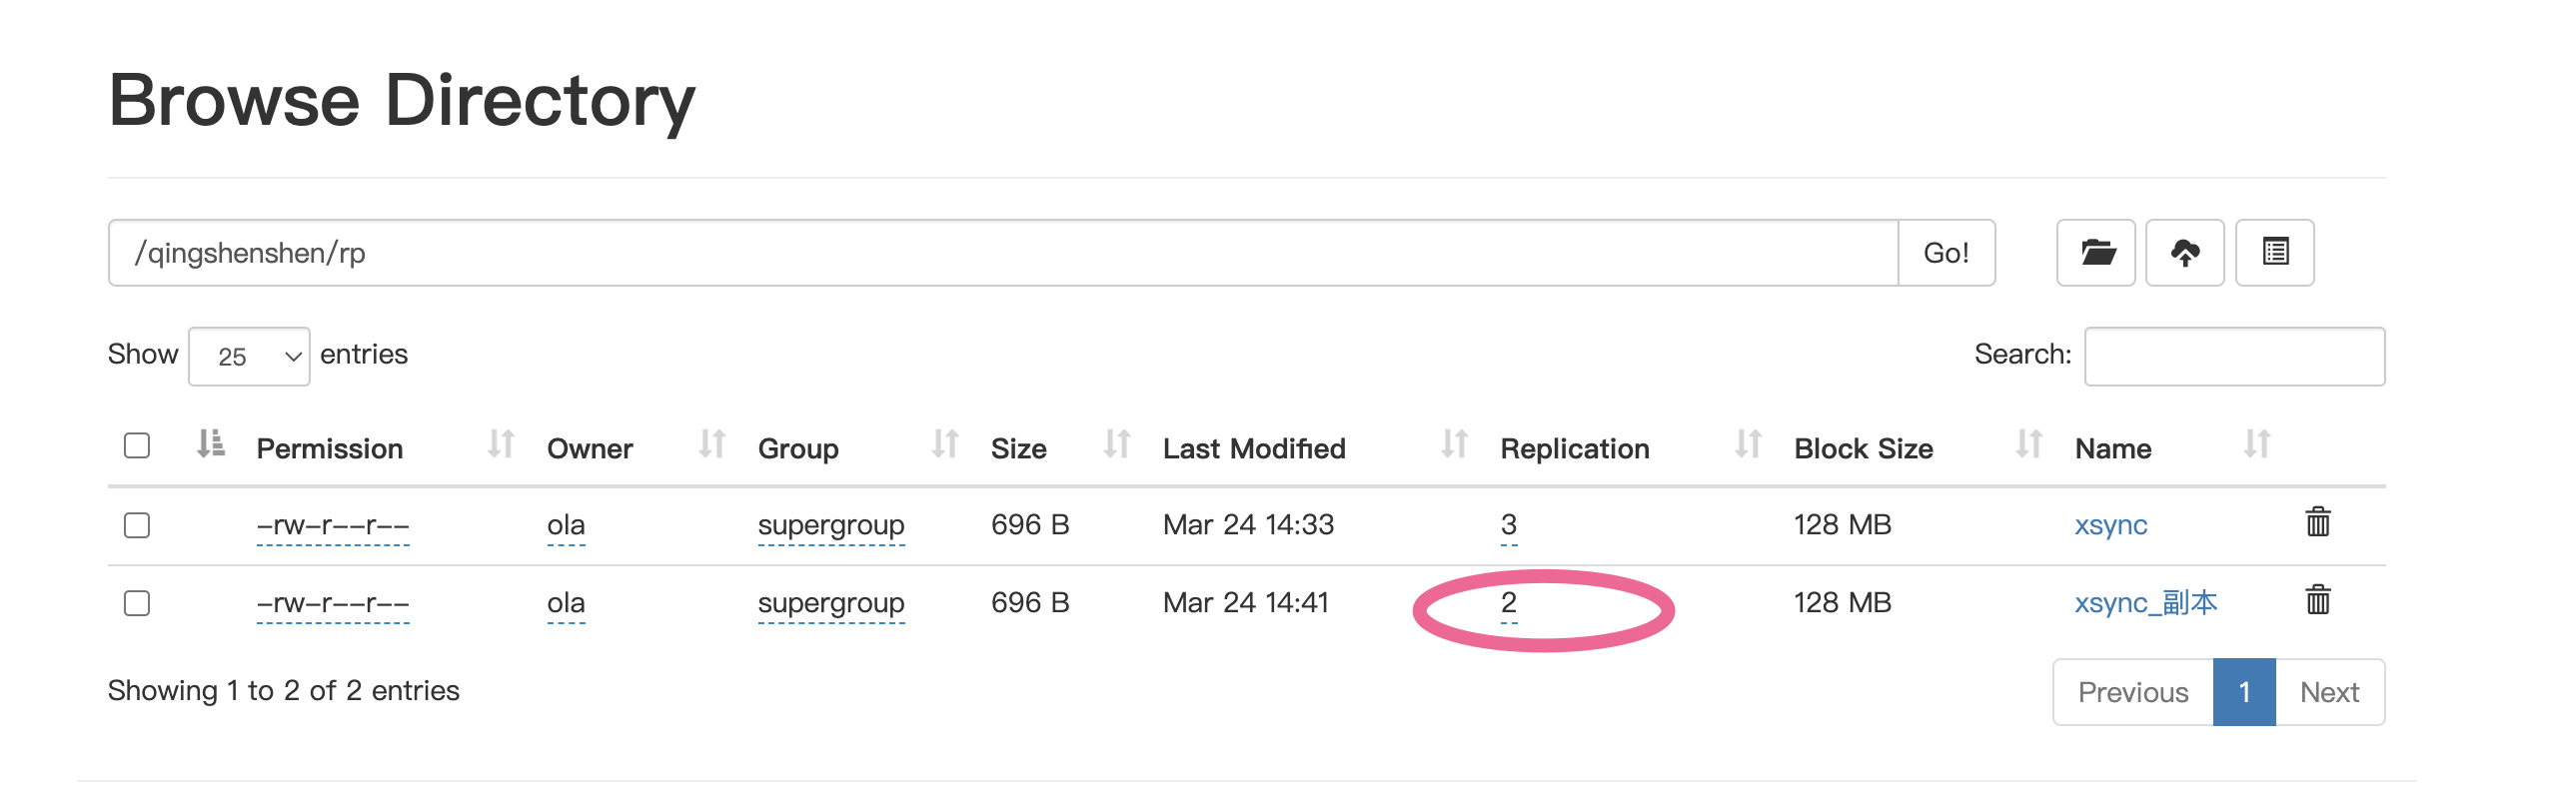 Browse Directory
/qingshenshen/rp Go!
Show 25 entries Search:
Permission Owner Group Size Last Modified Replication Block Size Name
-rw-r--r-- ola supergroup 696 B Mar 24 14:33 3 128 MB xsync
-rw-r--r-- ola supergroup 696 B Mar 24 14:41 2 128 MB xsync_副本
Showing 1 to 2 of 2 entries Previous 1 Next